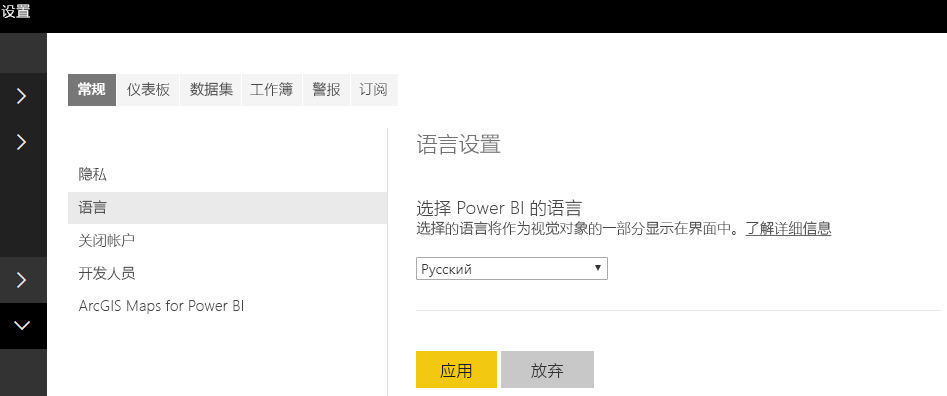 设置
常规 仪表板 数据集 工作簿 警报 订阅
隐私
语言
关闭帐户
开发人员
ArcGIS Maps for Power BI
语言设置
选择 Power BI 的语言
选择的语言将作为视觉对象的一部分显示在界面中。了解详细信息
Русский
应用 放弃